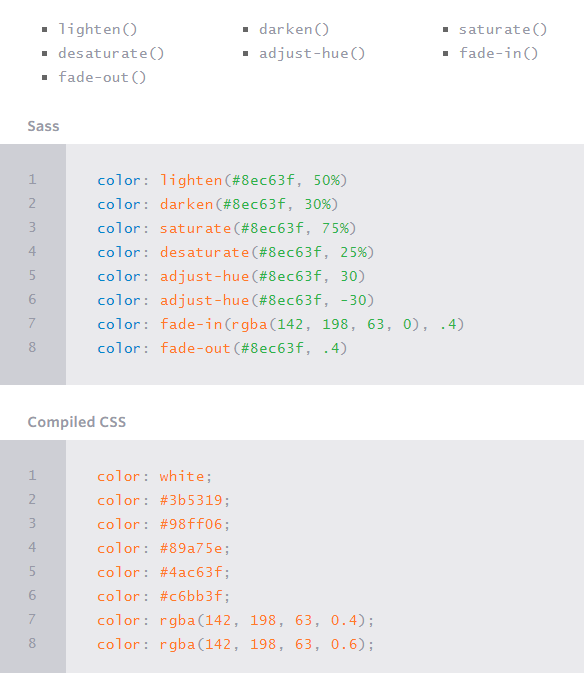 lighten() darken() saturate()
desaturate() adjust-hue() fade-in()
fade-out()
Sass
1 color: lighten(#8ec63f, 50%)
2 color: darken(#8ec63f, 30%)
3 color: saturate(#8ec63f, 75%)
4 color: desaturate(#8ec63f, 25%)
5 color: adjust-hue(#8ec63f, 30)
6 color: adjust-hue(#8ec63f, -30)
7 color: fade-in(rgba(142, 198, 63, 0), .4)
8 color: fade-out(#8ec63f, .4)
Compiled CSS
1 color: white;
2 color: #3b5319;
3 color: #98ff06;
4 color: #89a75e;
5 color: #4ac63f;
6 color: #c6bb3f;
7 color: rgba(142, 198, 63, 0.4);
8 color: rgba(142, 198, 63, 0.6);